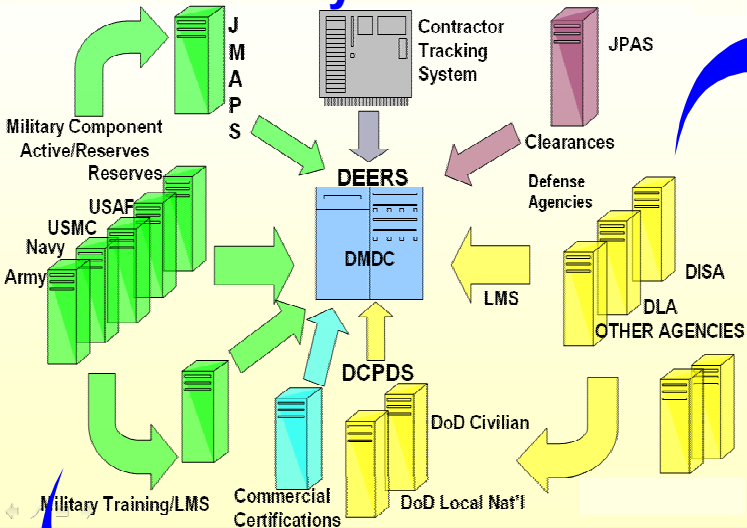 J
M
A
P
S
Contractor
Tracking
System
JPAS
Military Component
Active/Reserves
Reserves
Clearances
DEERS
Defense
Agencies
USAF
USMC
Navy
Army
DMDC
DISA
LMS
DLA
OTHER AGENCIES
DCPDS
DoD Civilian
Military Training/LMS
Commercial
Certifications
DoD Local Nat'l